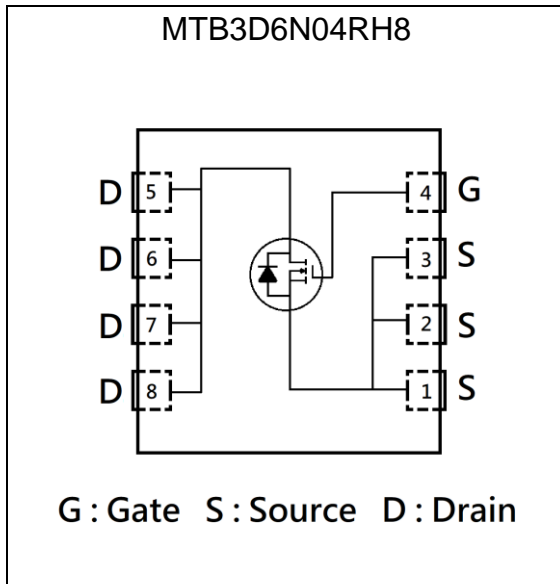 MTB3D6N04RH8
D 5 4 G
D 6 3 S
D 7 2 S
D 8 1 S
G : Gate S : Source D : Drain